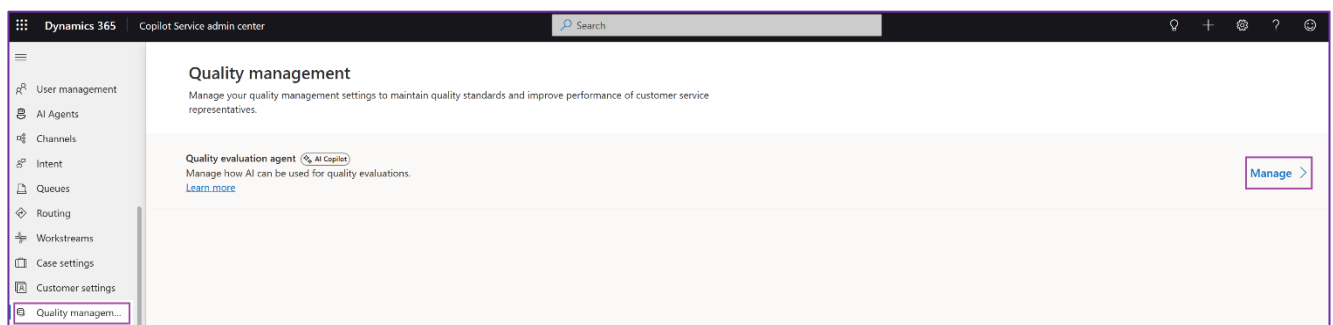 Dynamics 365 Copilot Service admin center Search ?
User management
AI Agents
Channels
Intent
Queues
Routing
Workstreams
Case settings
Customer settings
Quality managem...
Quality management
Manage your quality management settings to maintain quality standards and improve performance of customer service
representatives.
Quality evaluation agent AI Copilot
Manage how AI can be used for quality evaluations.
Learn more
Manage